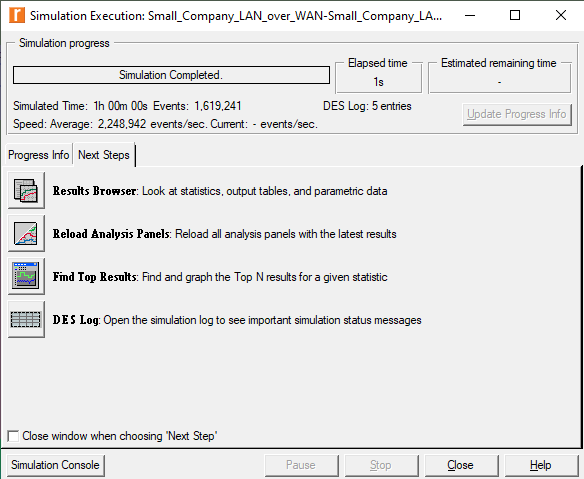 Simulation Execution: Small_Company_LAN_over_WAN-Small_Company_LA...
Simulation progress
Simulation Completed.
Elapsed time
1s
Estimated remaining time
-
Simulated Time: 1h 00m 00s Events: 1,619,241
DES Log: 5 entries
Speed: Average: 2,248,942 events/sec. Current: - events/sec.
Update Progress Info
Progress Info
Next Steps
Results Browser: Look at statistics, output tables, and parametric data
Reload Analysis Panels: Reload all analysis panels with the latest results
Find Top Results: Find and graph the Top N results for a given statistic
DES Log: Open the simulation log to see important simulation status messages
Close window when choosing 'Next Step'
Simulation Console
Pause
Stop
Close
Help